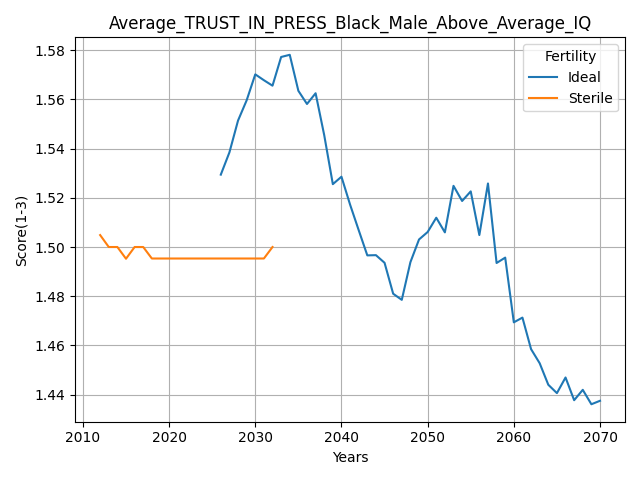 Average_TRUST_IN_PRESS_Black_Male_Above_Average_IQ
Fertility
Ideal
Sterile
Score(1-3)
1.58
1.56
1.54
1.52
1.50
1.48
1.46
1.44
2010 2020 2030 2040 2050 2060 2070
Years